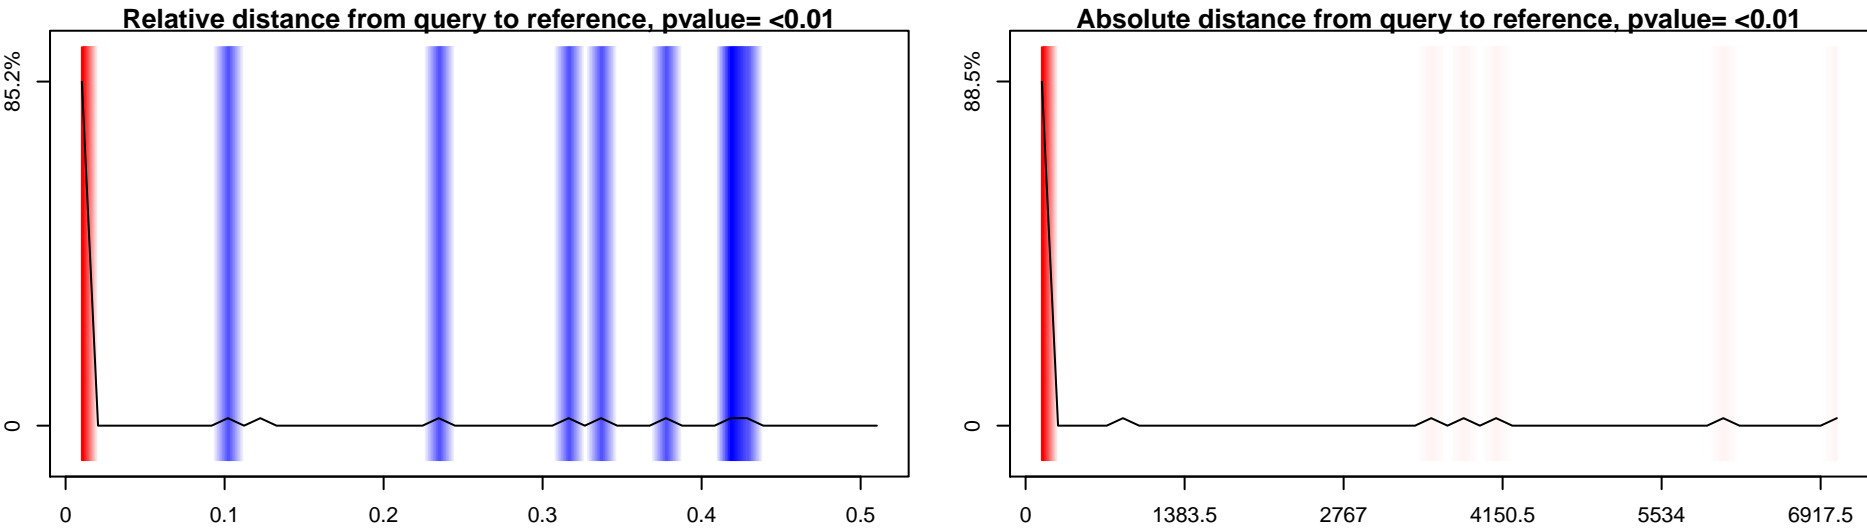 Relative distance from query to reference, pvalue= <0.01
85.2%
0
0 0.1 0.2 0.3 0.4 0.5
Absolute distance from query to reference, pvalue= <0.01
88.5%
0
0 1383.5 2767 4150.5 5534 6917.5